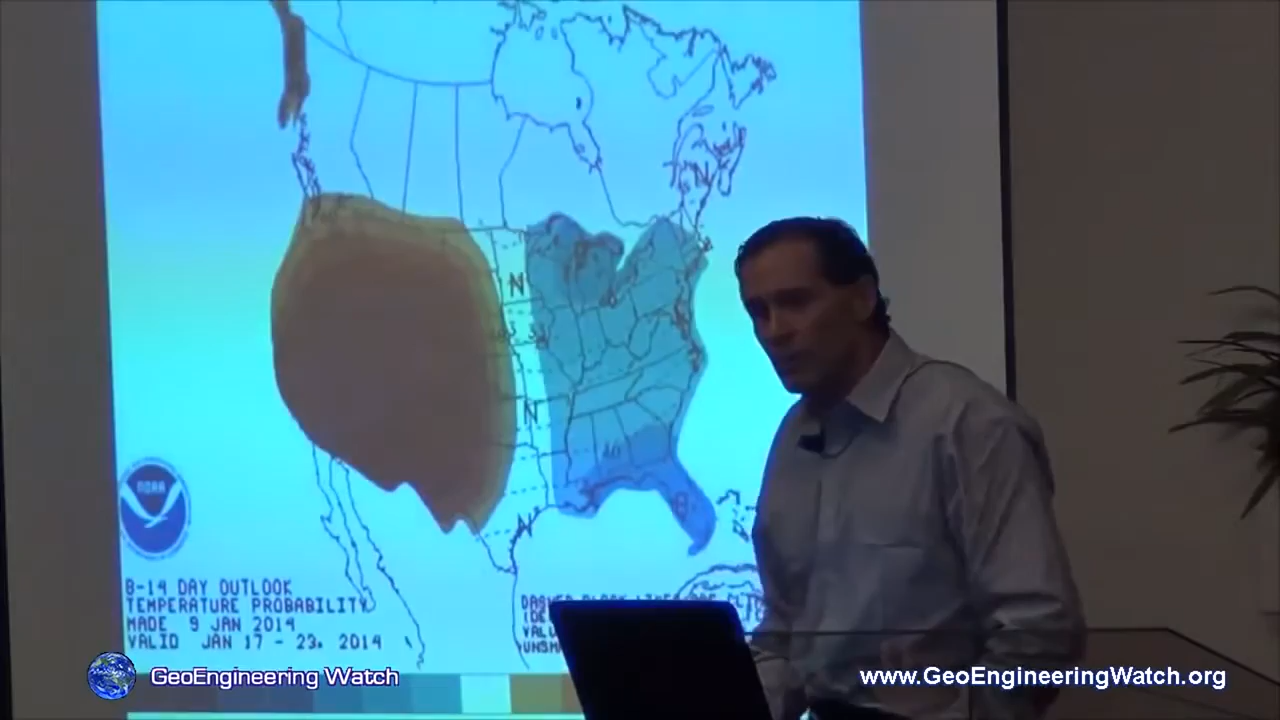 N
N
N
NOAA
8-14 DAY OUTLOOK
TEMPERATURE PROBABILITY
MADE 9 JAN 2014
VALID JAN 17 - 23, 2014
GeoEngineering Watch
www.GeoEngineeringWatch.org